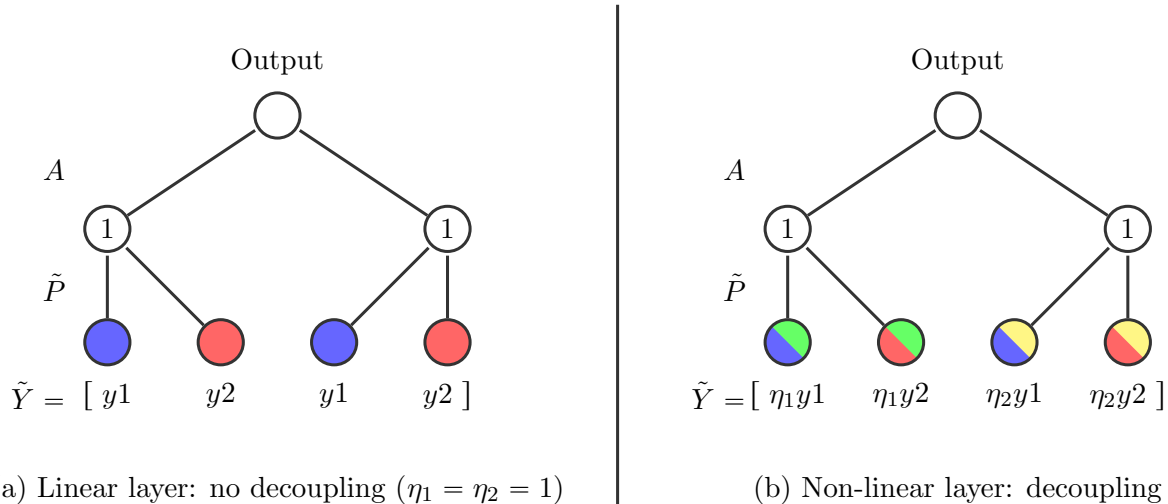 Output
A
1 1
P̃
Ỹ = [ y1 y2 y1 y2 ]
a) Linear layer: no decoupling (η₁ = η₂ = 1)
Output
A
1 1
P̃
Ỹ = [ η₁y1 η₁y2 η₂y1 η₂y2 ]
(b) Non-linear layer: decoupling